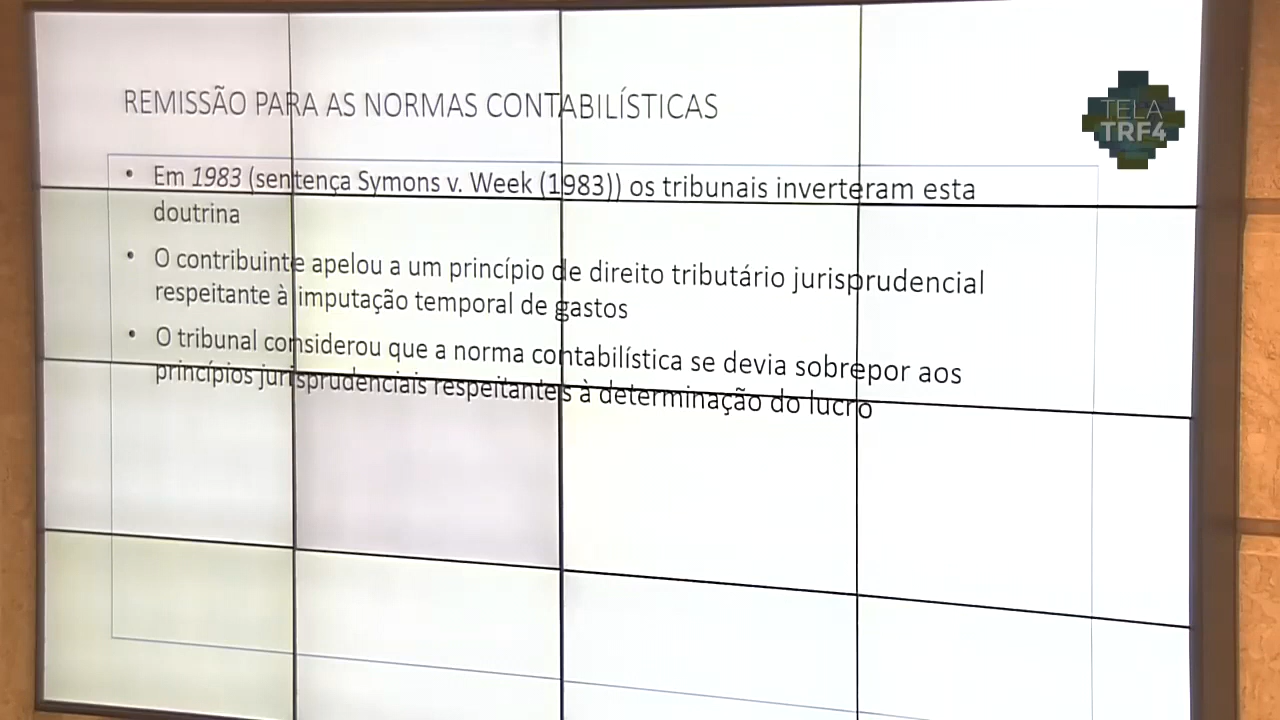 REMISSÃO PARA AS NORMAS CONTABILÍSTICAS
TELA
TRF4
• Em 1983 (sentença Symons v. Week (1983)) os tribunais inverteram esta
doutrina
• O contribuinte apelou a um princípio de direito tributário jurisprudencial
respeitante à imputação temporal de gastos
• O tribunal considerou que a norma contabilística se devia sobrepor aos
princípios jurisprudenciais respeitantes à determinação do lucro